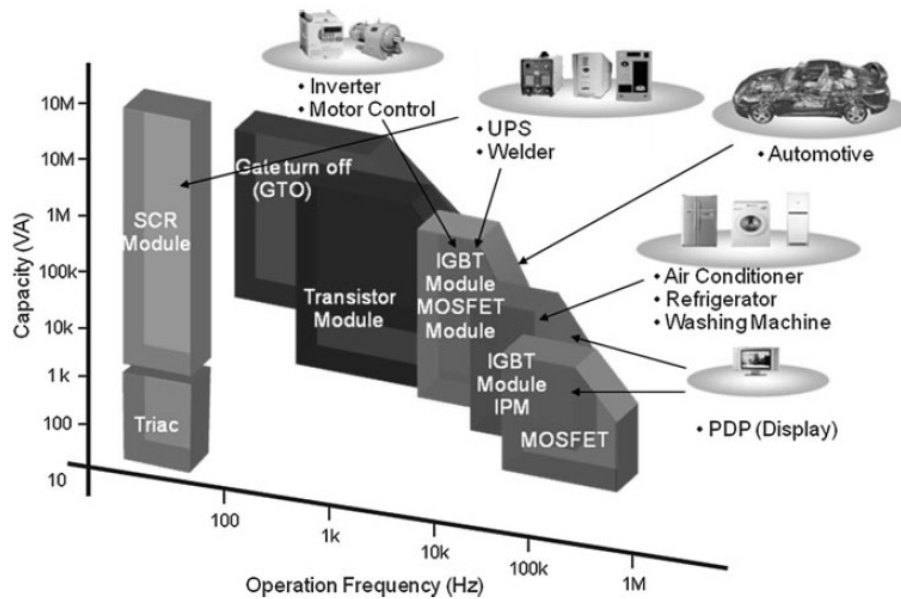 • Inverter
• Motor Control
• UPS
• Welder
• Automotive
• Air Conditioner
• Refrigerator
• Washing Machine
• PDP (Display)
Capacity (VA)
10M
10M
1M
100k
10k
1k
100
10
SCR
Module
Triac
Gate turn off
(GTO)
Transistor
Module
IGBT
Module
MOSFET
Module
IGBT
Module
IPM
MOSFET
100
1k
10k
100k
1M
Operation Frequency (Hz)